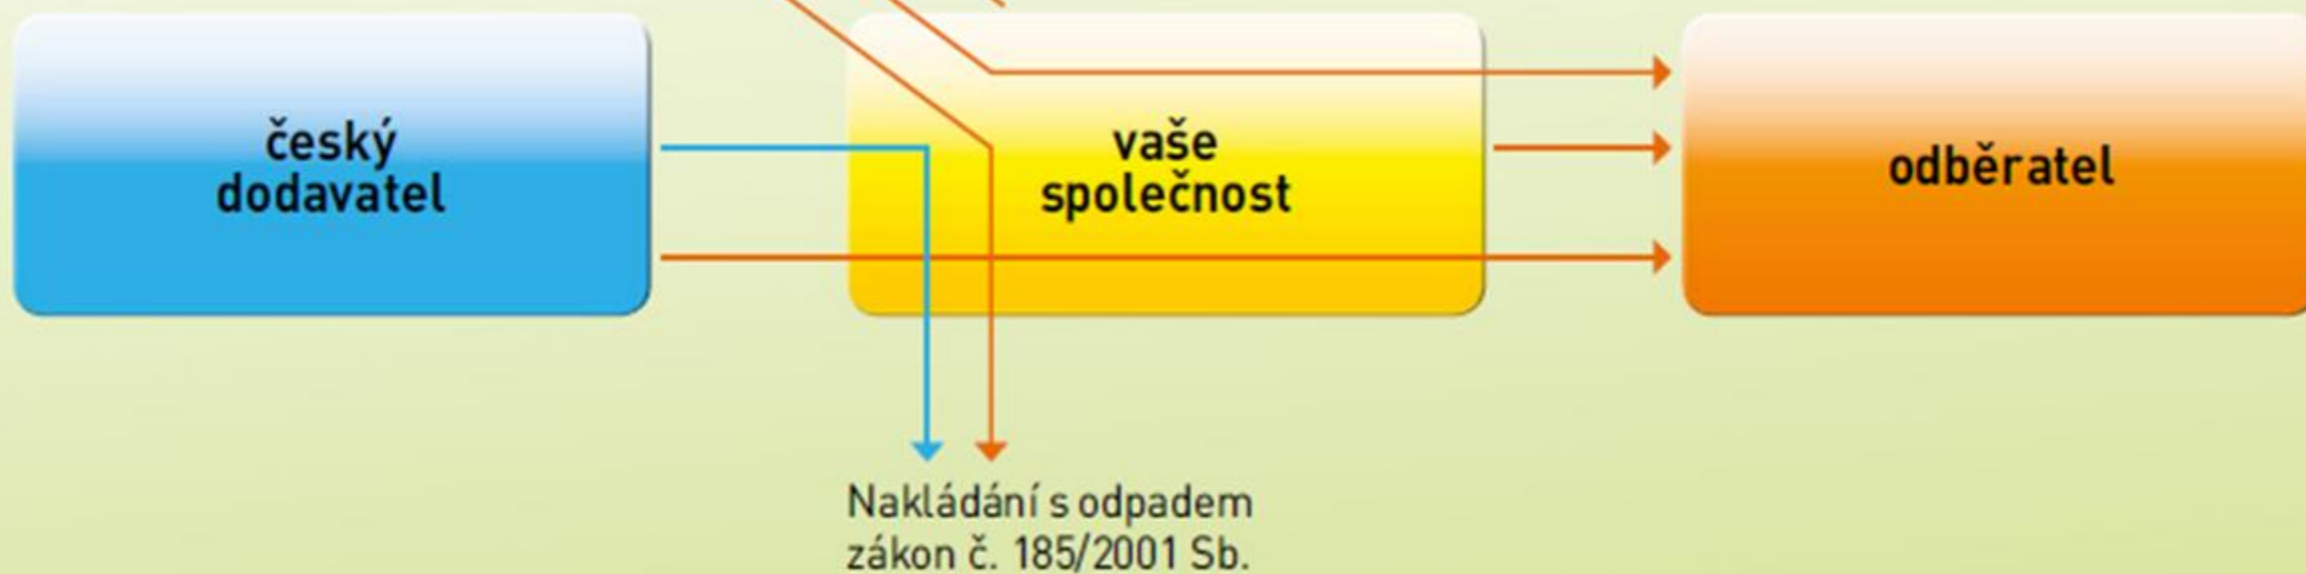 český
dodavatel
vaše
společnost
odběratel
Nakládání s odpadem
zákon č. 185/2001 Sb.